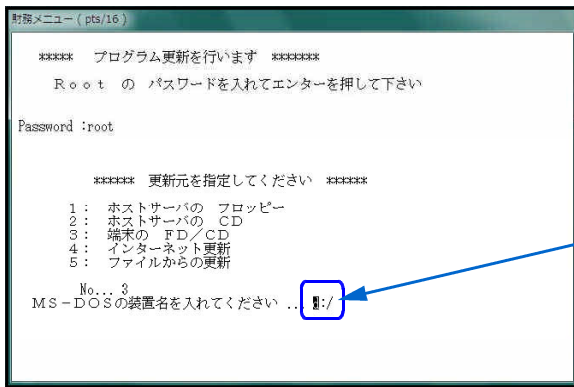 財務メニュー ( pts/16 )
***** プログラム更新を行います *******
Ｒｏｏｔ の パスワードを入れてエンターを押して下さい
Password :root
****** 更新元を指定してください ******
１： ホストサーバの フロッピー
２： ホストサーバの ＣＤ
３： 端末の ＦＤ／ＣＤ
４： インターネット更新
５： ファイルからの更新
No... 3
ＭＳ－ＤＯＳの装置名を入れてください ... :/